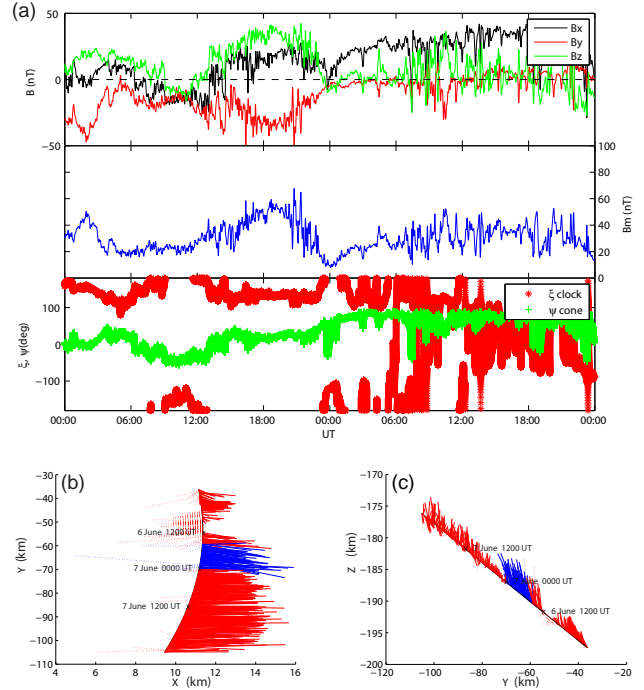 (a)
50
0
−50
B (nT)
Bx
By
Bz
100
80
60
40
20
0
Bm (nT)
100
0
−100
ξ, ψ(deg)
ξ clock
ψ cone
00:00 06:00 12:00 18:00 00:00 06:00 12:00 18:00 00:00
UT
(b)
−30
−40
−50
−60
−70
−80
−90
−100
−110
Y (km)
6 June 1200 UT
7 June 0000 UT
7 June 1200 UT
4 6 8 10 12 14 16
X (km)
(c)
−170
−175
−180
−185
−190
−195
−200
Z (km)
June 1200 UT
ne 0000 UT
6 June 1200 UT
−120 −100 −80 −60 −40 −20
Y (km)